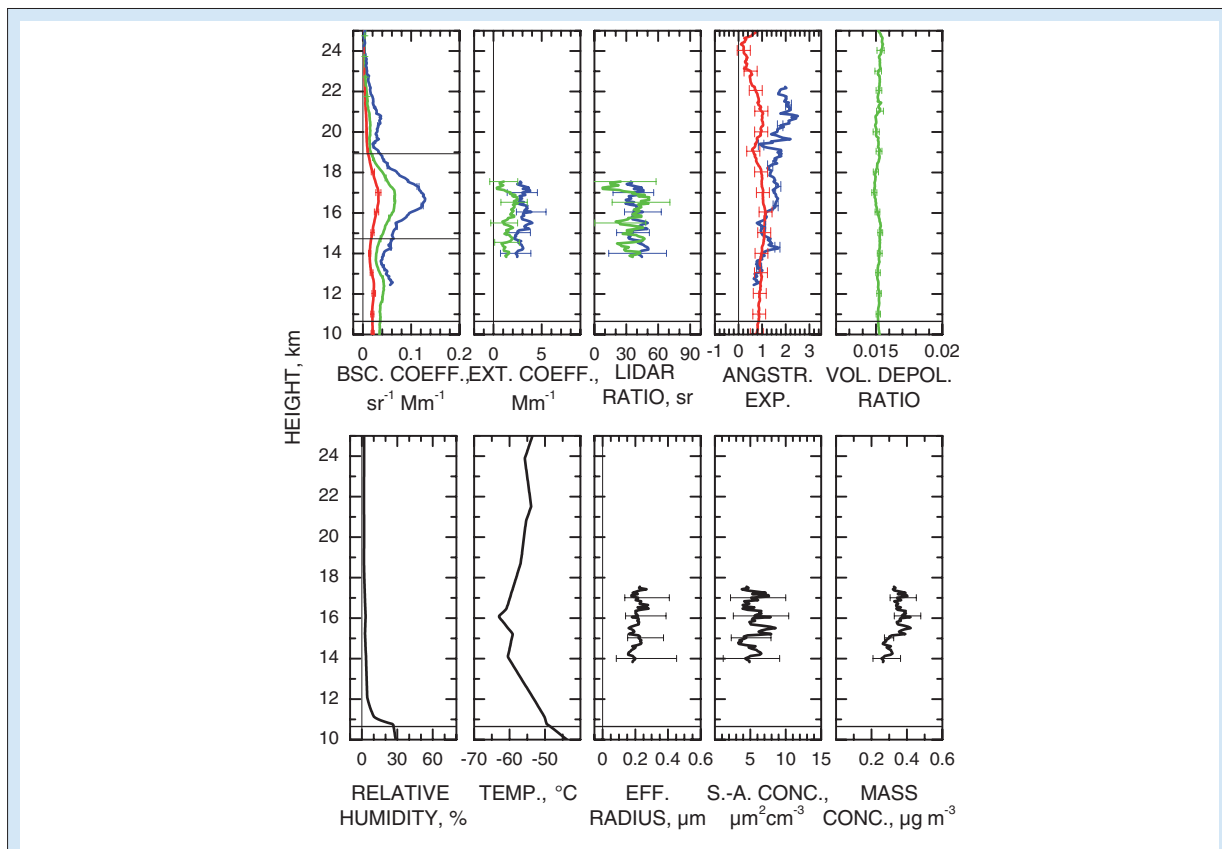 24
22
20
18
16
14
12
10
0 0.1 0.2
0 5
0 30 60 90
-1 0 1 2 3
0.015 0.02
BSC. COEFF., EXT. COEFF., LIDAR ANGSTR. VOL. DEPOL.
sr⁻¹ Mm⁻¹ Mm⁻¹ RATIO, sr EXP. RATIO
HEIGHT, km
24
22
20
18
16
14
12
10
0 30 60
-70 -60 -50
0 0.2 0.4 0.6
5 10 15
0.2 0.4 0.6
RELATIVE TEMP., °C EFF. S.-A. CONC., MASS
HUMIDITY, % RADIUS, µm µm²cm⁻³ CONC., µg m⁻³